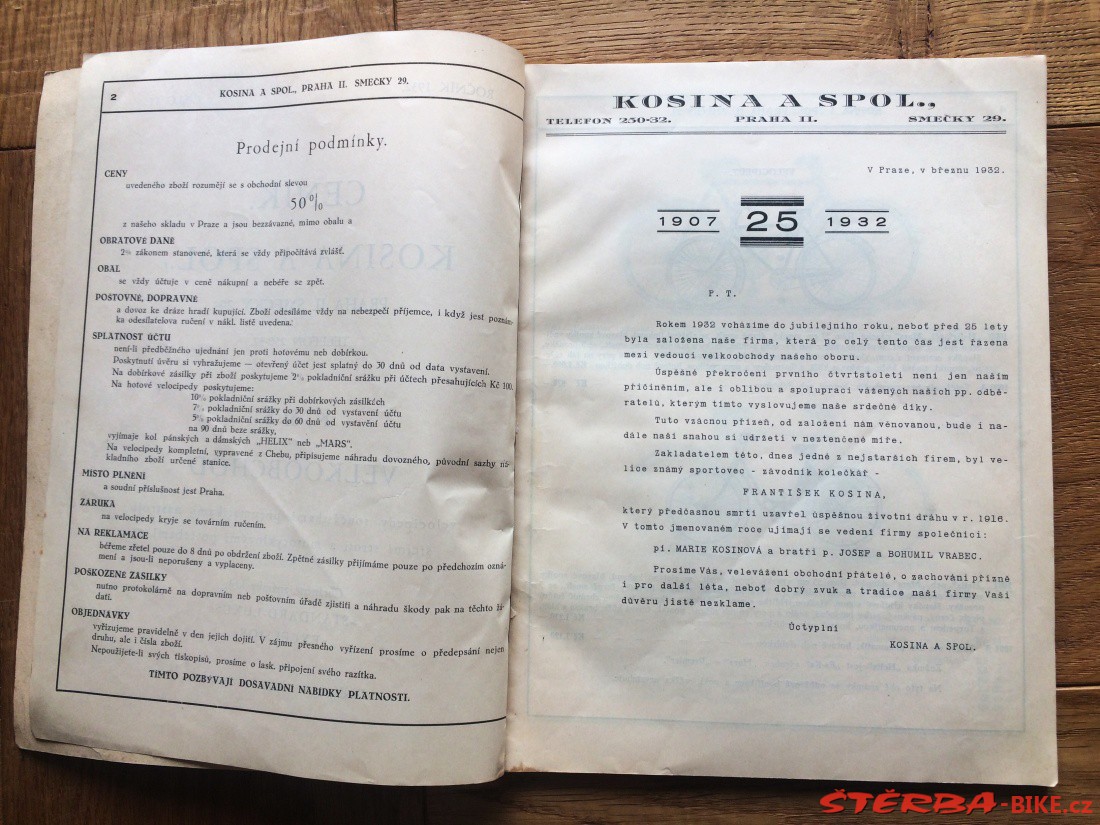 2
KOSINA A SPOL., PRAHA II. SMEČKY 29.
Prodejní podmínky.
CENY
uvedeného zboží rozumějí se s obchodní slevou
50%
z našeho skladu v Praze a jsou bezzávazné, mimo obalu a
OBRATOVÉ DANĚ
2% zákonem stanovené, která se vždy připočítává zvlášť.
OBAL
se vždy účtuje v ceně nákupní a nebéře se zpět.
POŠTOVNÉ, DOPRAVNÉ
a dovoz ke dráze hradí kupující. Zboží odesíláme vždy na nebezpečí příjemce, i když jest poznám-
ka odesilatelova ručení v nákl. listě uvedena.
SPLATNOST ÚČTU
není-li předběžného ujednání jen proti hotovému neb dobírkou.
Poskytnutí úvěru si vyhražujeme — otevřený účet jest splatný do 30 dnů od data vystavení.
Na dobírkové zásilky při zboží poskytujeme 2% pokladniční srážku při účtech přesahujících Kč 100,
Na hotové velocipedy poskytujeme:
10% pokladniční srážky při dobírkových zásilkách
7% pokladniční srážky do 30 dnů od vystavení účtu
5% pokladniční srážky do 60 dnů od vystavění účtu
na 90 dnů beze srážky,
vyjímaje kol pánských a dámských „HELIX" neb „MARS".
Na velocipedy kompletní, vypravené z Chebu, připisujeme náhradu dovozného, původní sazby ná-
kladního zboží určené stanice.
MÍSTO PLNĚNÍ
a soudní příslušnost jest Praha.
ZÁRUKA
na velocipedy kryje se továrním ručením.
NA REKLAMACE
béřeme zřetel pouze do 8 dnů po obdržení zboží. Zpětné zásilky přijímáme pouze po předchozím ozná-
mení a jsou-li neporušeny a vyplaceny.
POŠKOZENÉ ZÁSILKY
nutno protokolárně na dopravním neb poštovním úřadě zjistiti a náhradu škody pak na těchto žá-
dati.
OBJEDNÁVKY
vyřizujeme pravidelně v den jejich dojití. V zájmu přesného vyřízení prosíme o předepsání nejen
druhu, ale i čísla zboží.
Nepoužijete-li svých tiskopisů, prosíme o lask. připojení svého razítka.
TÍMTO POZBÝVAJÍ DOSAVADNÍ NABÍDKY PLATNOSTI.
KOSINA A SPOL.,
TELEFON 250-32. PRAHA II. SMEČKY 29.
V Praze, v březnu 1932.
1907 25 1932
P. T.
Rokem 1932 vcházíme do jubilejního roku, neboť před 25 lety
byla založena naše firma, která po celý tento čas jest řazena
mezi vedoucí velkoobchody našeho oboru.
Úspěšné překročení prvního čtvrtstoletí není jen naším
přičiněním, ale i oblibou a spoluprací vážených našich pp. odbě-
ratelů, kterým tímto vyslovujeme naše srdečné díky.
Tuto vzácnou přízeň, od založení nám věnovanou, bude i na-
dále naší snahou si udržeti v neztenčené míře.
Zakladatelem této, dnes jedné z nejstarších firem, byl ve-
lice známý sportovec - závodník kolečkář -
FRANTIŠEK KOSINA,
který předčasnou smrtí uzavřel úspěšnou životní dráhu v r. 1916.
V tomto jmenovaném roce ujímají se vedení firmy společníci:
pí. MARIE KOSINOVÁ a bratři p. JOSEF a BOHUMIL VRABEC.
Prosíme Vás, velevážení obchodní přátelé, o zachování přízně
i pro další léta, neboť dobrý zvuk a tradice naší firmy Vaší
důvěru jistě nezklame.
Úctyplní
KOSINA A SPOL.
ŠTĚRBA-BIKE.cz